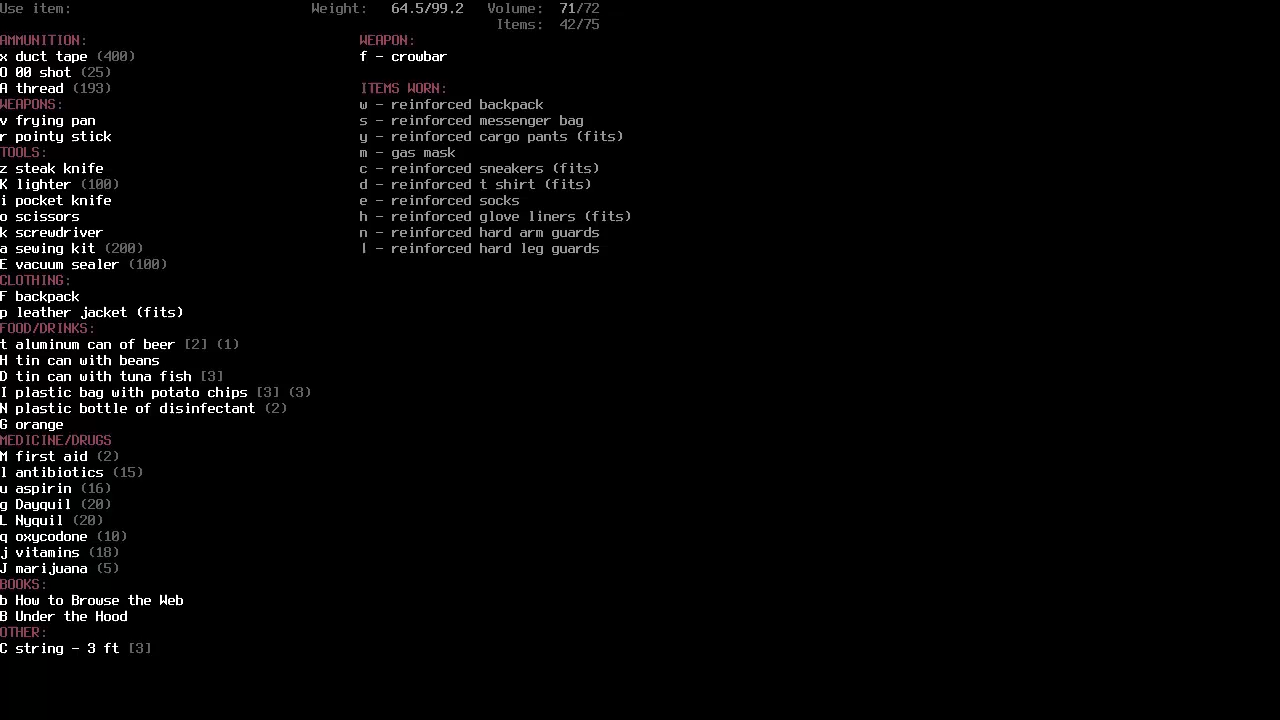 Use item: Weight: 64.5/99.2 Volume: 71/72
Items: 42/75
AMMUNITION:
x duct tape (400)
O 00 shot (25)
A thread (193)
WEAPONS:
v frying pan
r pointy stick
TOOLS:
z steak knife
K lighter (100)
i pocket knife
o scissors
k screwdriver
a sewing kit (200)
E vacuum sealer (100)
CLOTHING:
F backpack
p leather jacket (fits)
FOOD/DRINKS:
t aluminum can of beer [2] (1)
H tin can with beans
D tin can with tuna fish [3]
I plastic bag with potato chips [3] (3)
N plastic bottle of disinfectant (2)
G orange
MEDICINE/DRUGS
M first aid (2)
l antibiotics (15)
u aspirin (16)
g Dayquil (20)
L Nyquil (20)
q oxycodone (10)
j vitamins (18)
J marijuana (5)
BOOKS:
b How to Browse the Web
B Under the Hood
OTHER:
C string - 3 ft [3]
WEAPON:
f - crowbar
ITEMS WORN:
w - reinforced backpack
s - reinforced messenger bag
y - reinforced cargo pants (fits)
m - gas mask
c - reinforced sneakers (fits)
d - reinforced t shirt (fits)
e - reinforced socks
h - reinforced glove liners (fits)
n - reinforced hard arm guards
l - reinforced hard leg guards